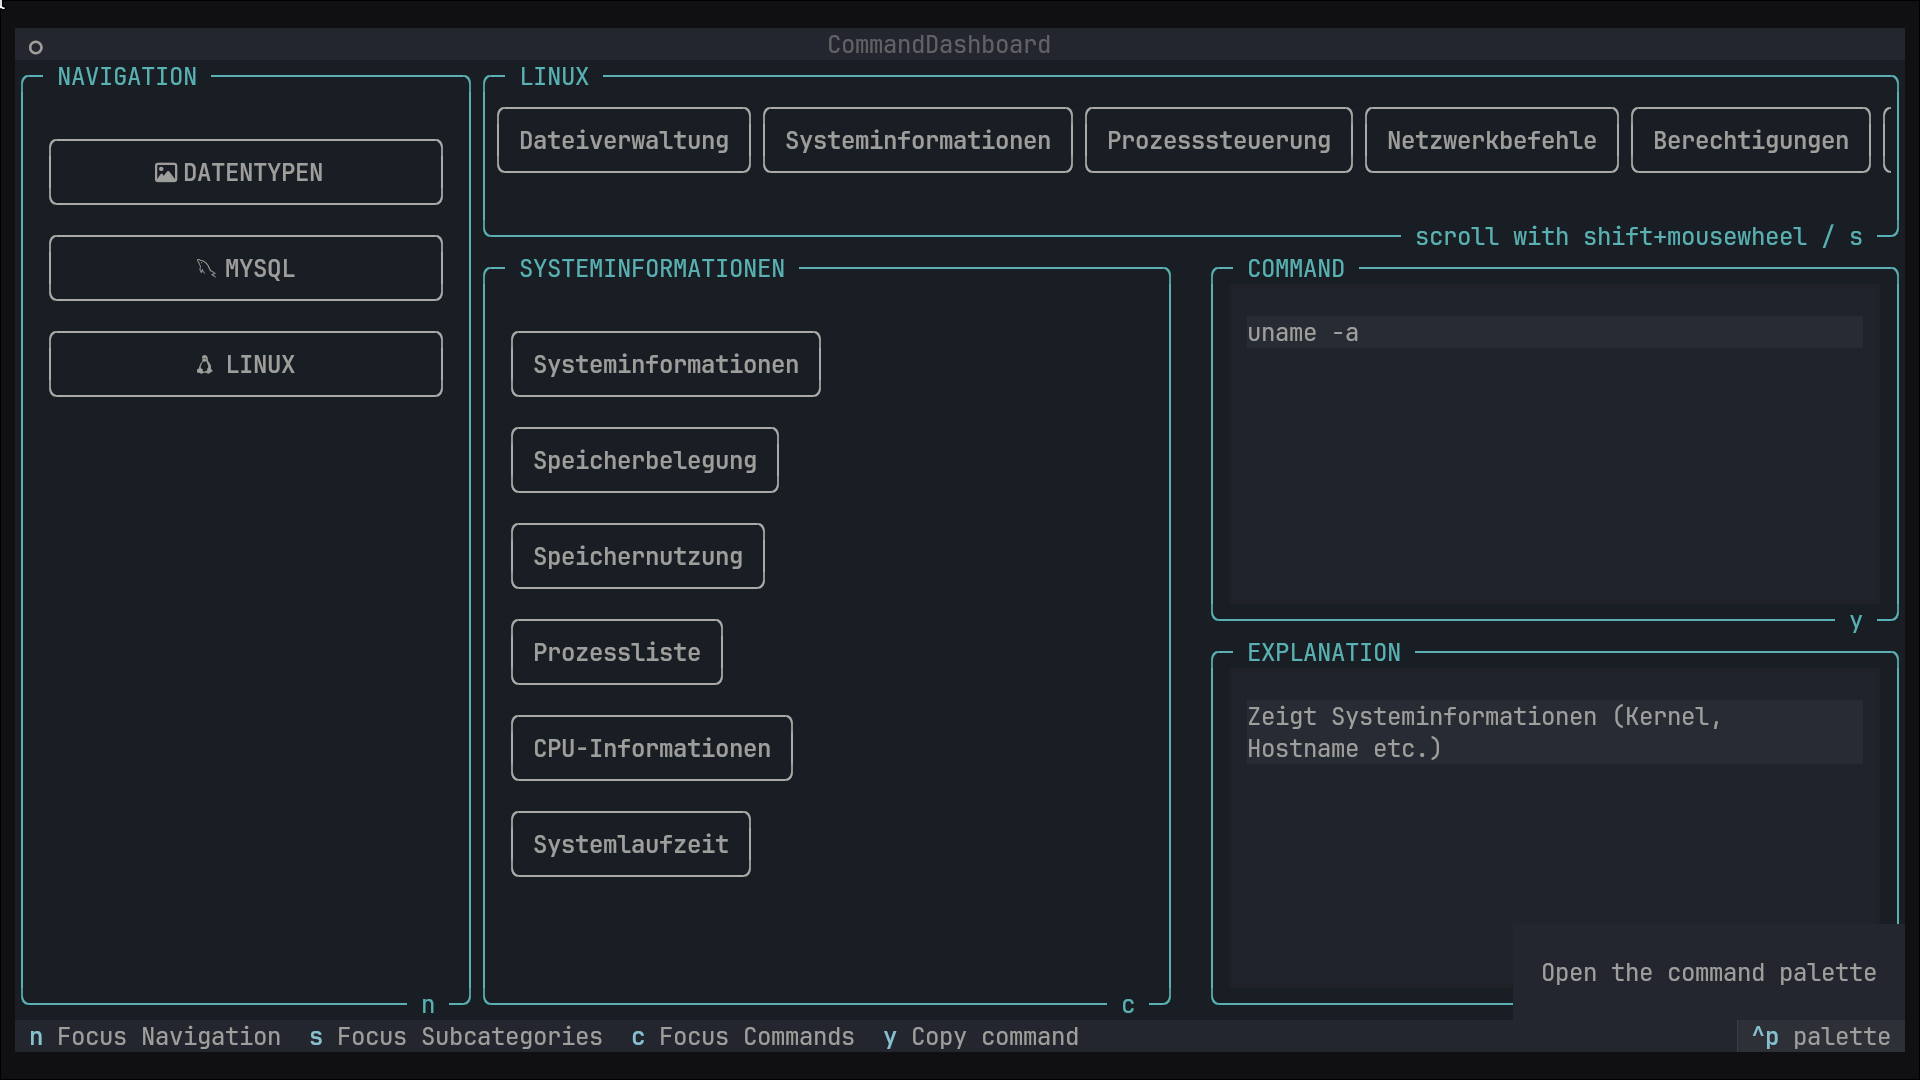 CommandDashboard
NAVIGATION
DATENTYPEN
MYSQL
LINUX
n
LINUX
Dateiverwaltung Systeminformationen Prozesssteuerung Netzwerkbefehle Berechtigungen
scroll with shift+mousewheel / s
SYSTEMINFORMATIONEN
Systeminformationen
Speicherbelegung
Speichernutzung
Prozessliste
CPU-Informationen
Systemlaufzeit
c
COMMAND
uname -a
y
EXPLANATION
Zeigt Systeminformationen (Kernel,
Hostname etc.)
Open the command palette
n Focus Navigation s Focus Subcategories c Focus Commands y Copy command ^p palette